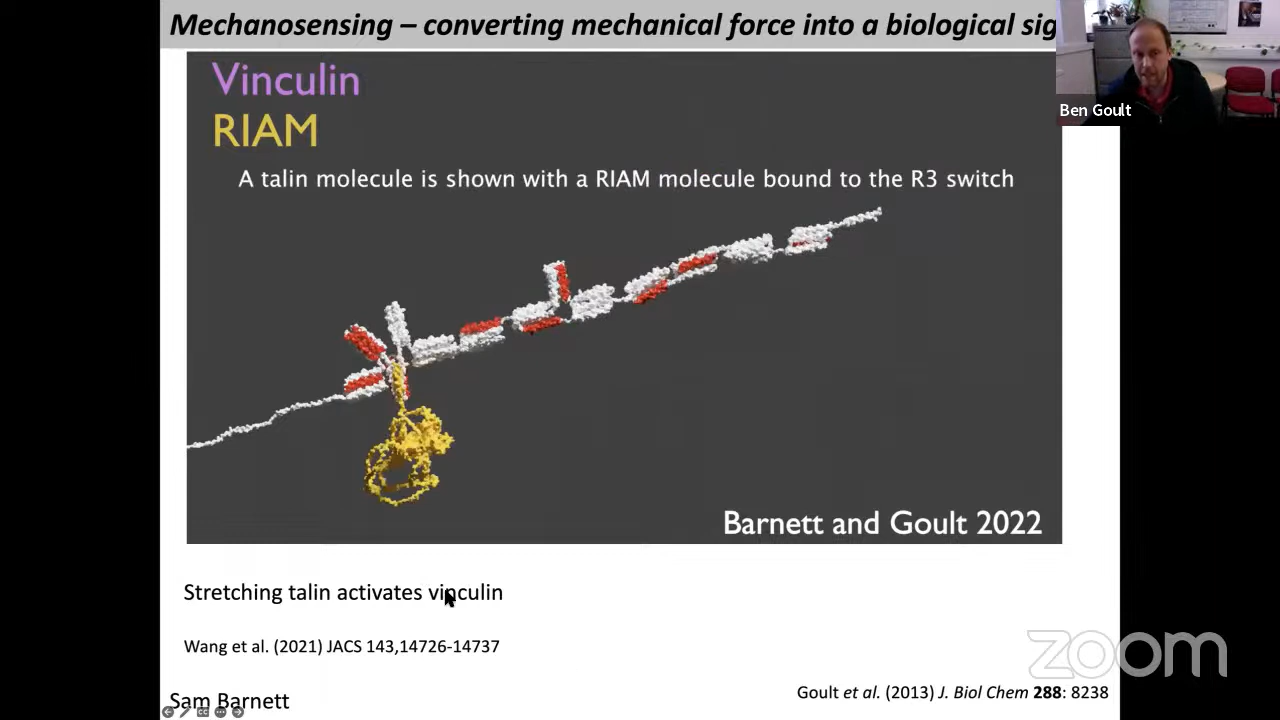 Mechanosensing – converting mechanical force into a biological sig
Ben Goult
Vinculin
RIAM
A talin molecule is shown with a RIAM molecule bound to the R3 switch
Barnett and Goult 2022
Stretching talin activates vinculin
Wang et al. (2021) JACS 143,14726-14737
zoom
Goult et al. (2013) J. Biol Chem 288: 8238
Sam Barnett
CC